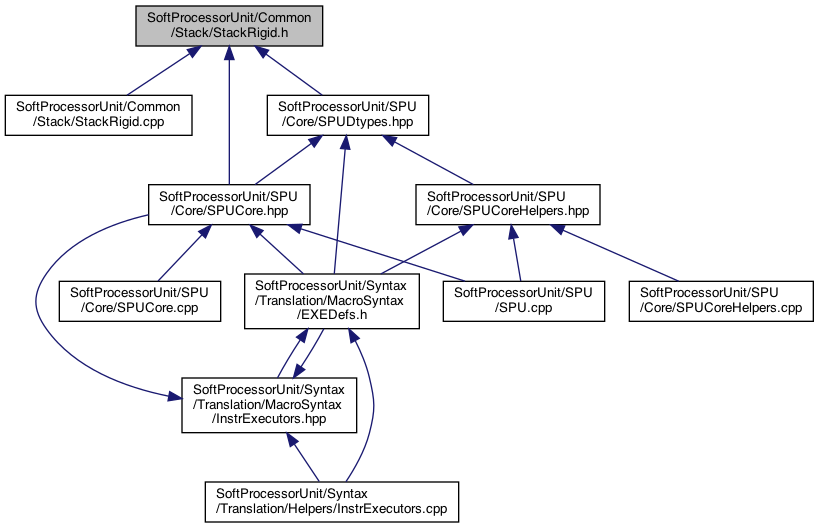 SoftProcessorUnit/Common
/Stack/StackRigid.h
SoftProcessorUnit/Common
/Stack/StackRigid.cpp
SoftProcessorUnit/SPU
/Core/SPUDtypes.hpp
SoftProcessorUnit/SPU
/Core/SPUCore.hpp
SoftProcessorUnit/SPU
/Core/SPUCoreHelpers.hpp
SoftProcessorUnit/SPU
/Core/SPUCore.cpp
SoftProcessorUnit/Syntax
/Translation/MacroSyntax
/EXEDefs.h
SoftProcessorUnit/SPU
/SPU.cpp
SoftProcessorUnit/SPU
/Core/SPUCoreHelpers.cpp
SoftProcessorUnit/Syntax
/Translation/MacroSyntax
/InstrExecutors.hpp
SoftProcessorUnit/Syntax
/Translation/Helpers/InstrExecutors.cpp